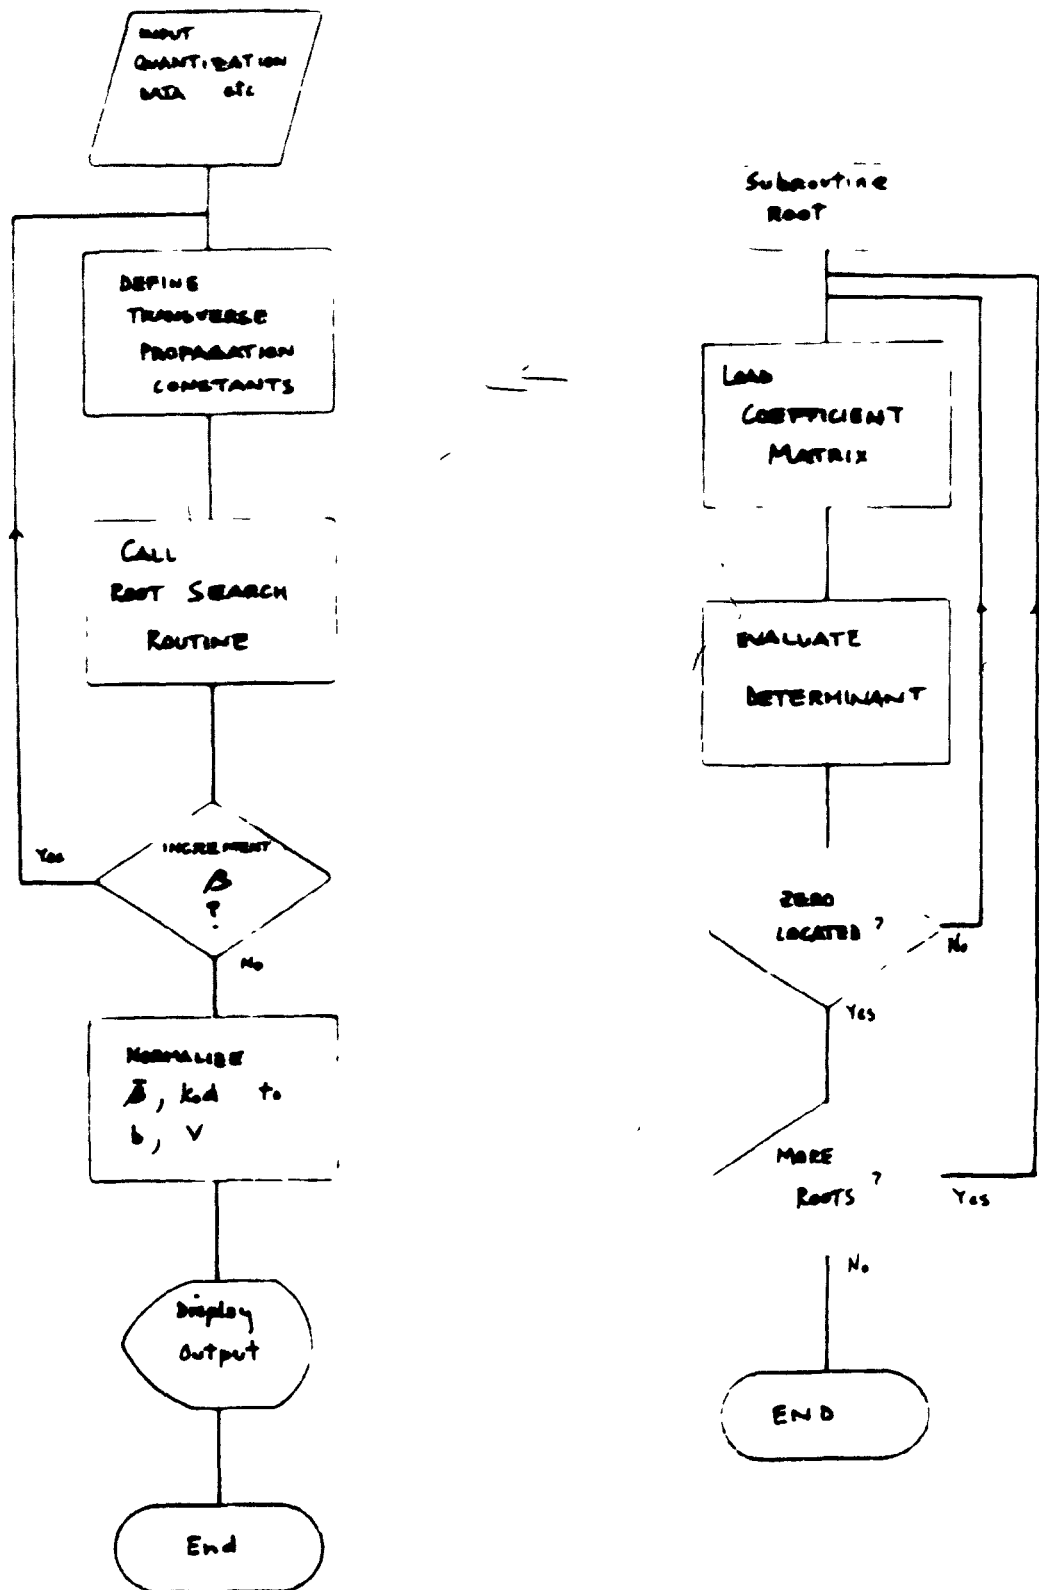 INPUT
QUANTIZATION
DATA etc
DEFINE
TRANSVERSE
PROPAGATION
CONSTANTS
CALL
ROOT SEARCH
ROUTINE
INCREMENT
β
?
Yes
No
NORMALIZE
β̄, k₀d to
b, V
Display
Output
End
Subroutine
ROOT
LOAD
COEFFICIENT
MATRIX
EVALUATE
DETERMINANT
ZERO
LOCATED?
No
Yes
MORE
ROOTS?
Yes
No
END